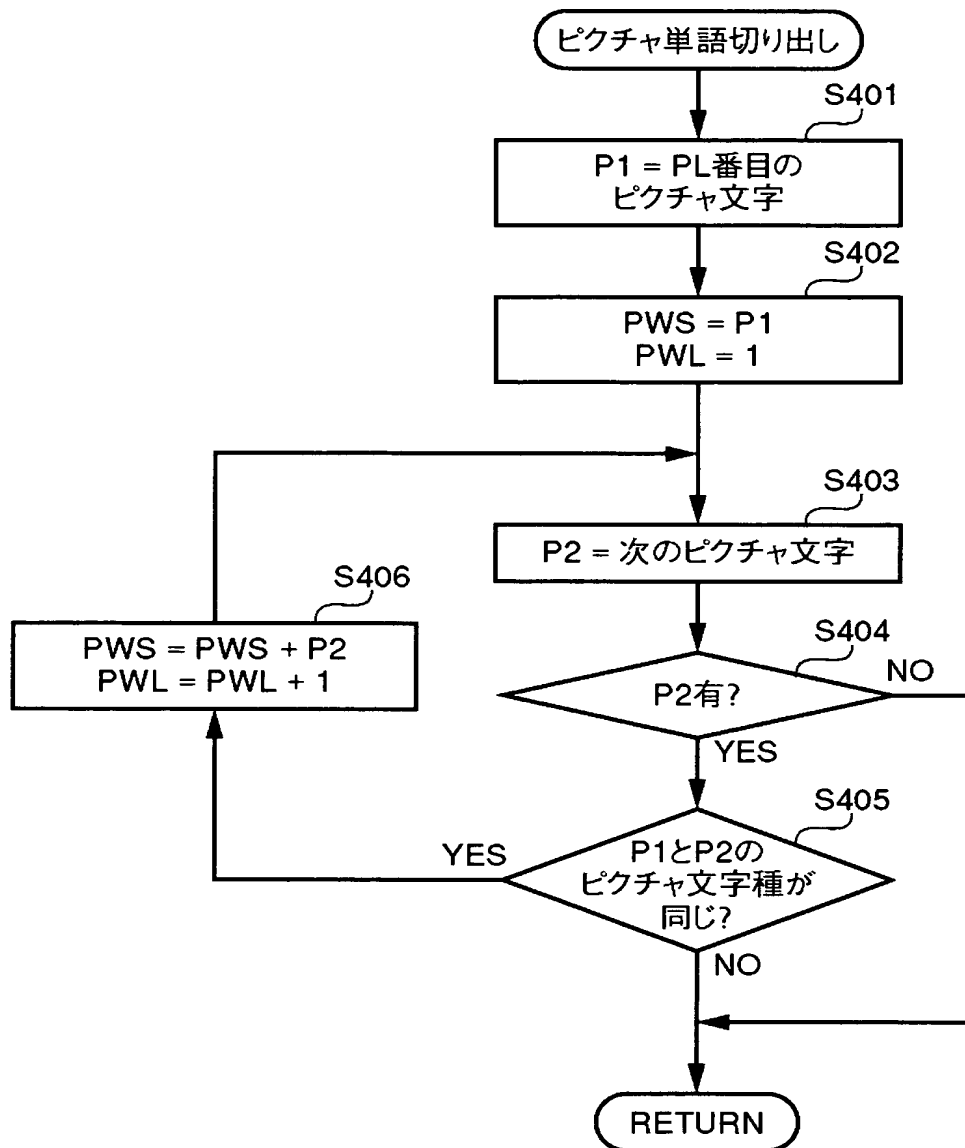 ピクチャ単語切り出し
S401
P1 = PL番目の
ピクチャ文字
S402
PWS = P1
PWL = 1
S403
P2 = 次のピクチャ文字
S406
PWS = PWS + P2
PWL = PWL + 1
S404
P2有?
NO
YES
S405
YES
P1とP2の
ピクチャ文字種が
同じ?
NO
RETURN